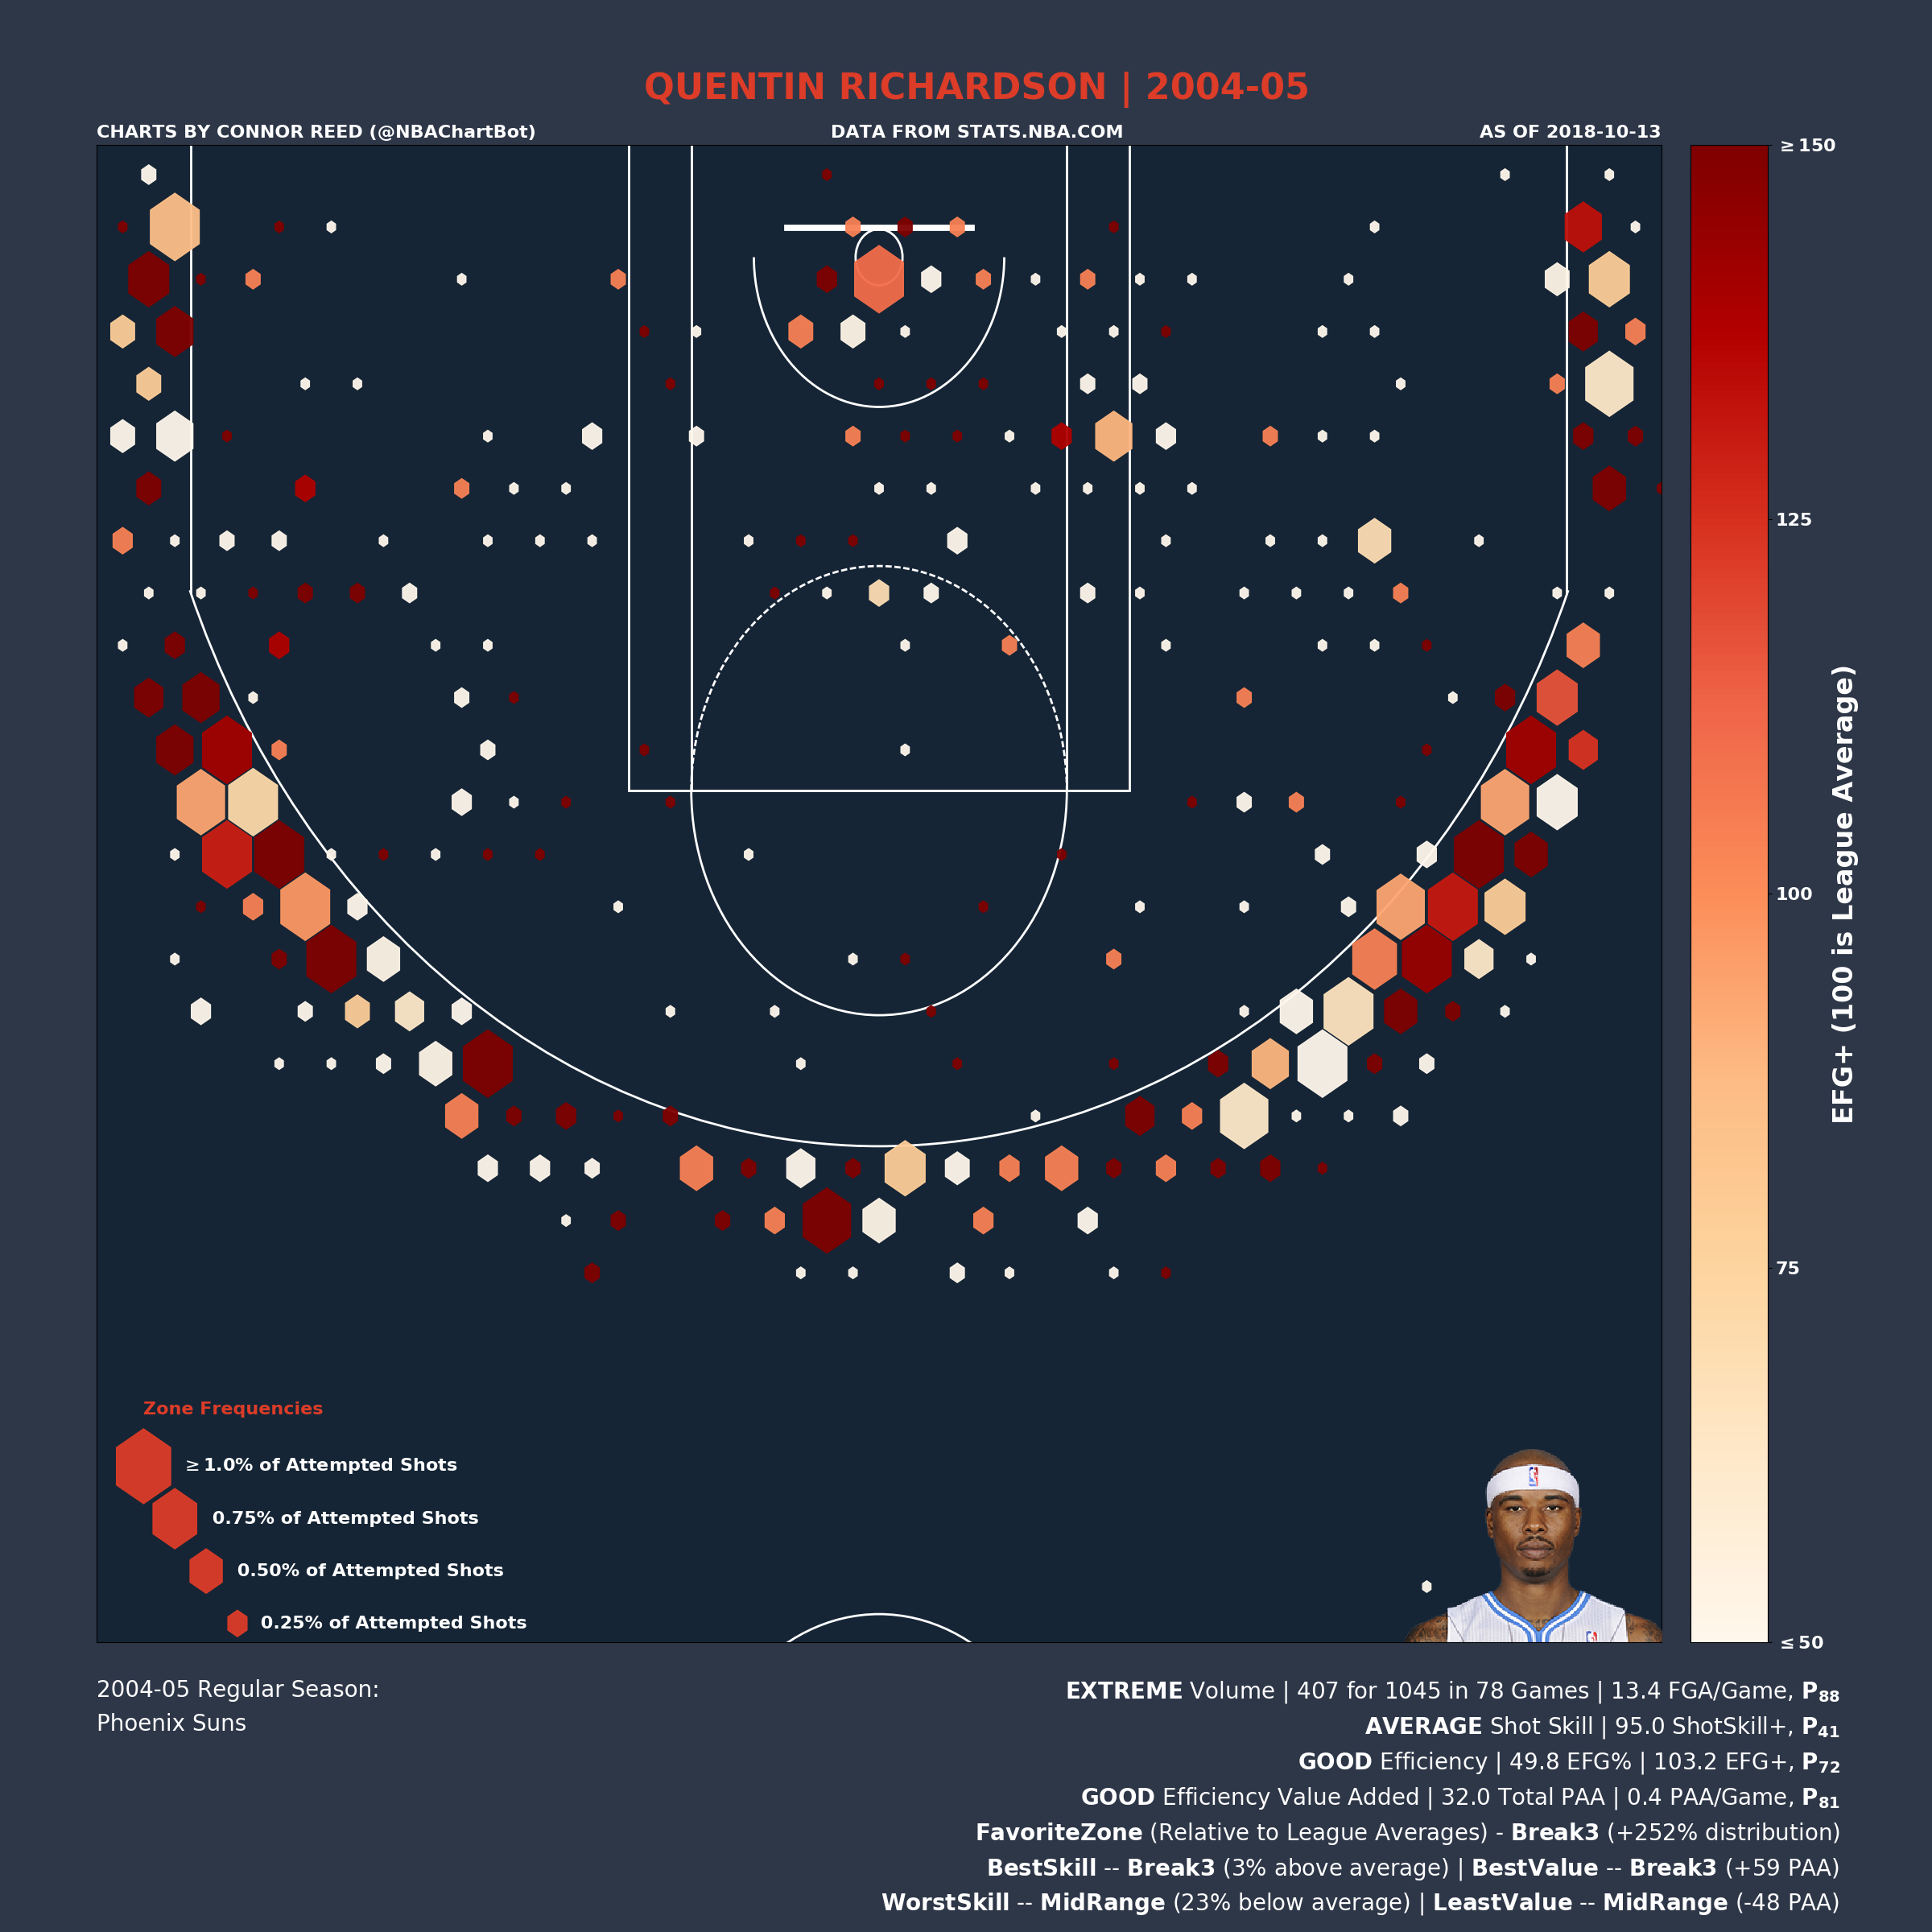 QUENTIN RICHARDSON | 2004-05
CHARTS BY CONNOR REED (@NBAChartBot) DATA FROM STATS.NBA.COM AS OF 2018-10-13
≥ 150
125
100
75
≤ 50
EFG+ (100 is League Average)
Zone Frequencies
≥ 1.0% of Attempted Shots
0.75% of Attempted Shots
0.50% of Attempted Shots
0.25% of Attempted Shots
2004-05 Regular Season:
Phoenix Suns
EXTREME Volume | 407 for 1045 in 78 Games | 13.4 FGA/Game, P88
AVERAGE Shot Skill | 95.0 ShotSkill+, P41
GOOD Efficiency | 49.8 EFG% | 103.2 EFG+, P72
GOOD Efficiency Value Added | 32.0 Total PAA | 0.4 PAA/Game, P81
FavoriteZone (Relative to League Averages) - Break3 (+252% distribution)
BestSkill -- Break3 (3% above average) | BestValue -- Break3 (+59 PAA)
WorstSkill -- MidRange (23% below average) | LeastValue -- MidRange (-48 PAA)